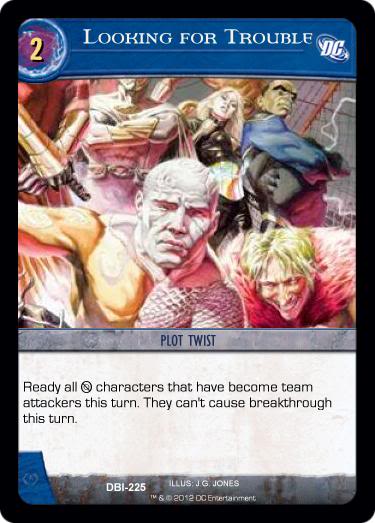 2
LOOKING FOR TROUBLE
DC
PLOT TWIST
Ready all characters that have become team
attackers this turn. They can't cause breakthrough
this turn.
DBI-225
ILLUS: J.G. JONES
™ & © 2012 DC Entertainment